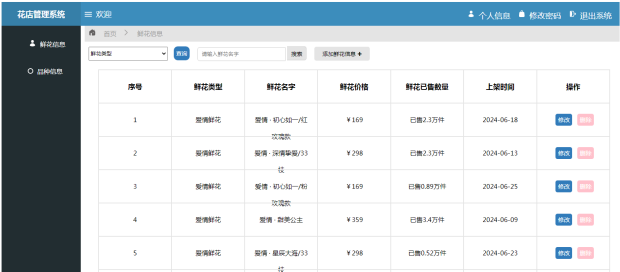 花店管理系统
欢迎
个人信息 修改密码 退出系统
首页 > 鲜花信息
鲜花信息
品种信息
鲜花类型 查询 请输入鲜花名字 搜索 添加鲜花信息 +
序号 鲜花类型 鲜花名字 鲜花价格 鲜花已售数量 上架时间 操作
1 爱情鲜花 爱情 · 初心如一/红 ¥169 已售2.3万件 2024-06-18 修改 删除
玫瑰款
2 爱情鲜花 爱情 · 深情挚爱/33 ¥298 已售2.3万件 2024-06-13 修改 删除
枝
3 爱情鲜花 爱情 · 初心如一/粉 ¥169 已售0.89万件 2024-06-25 修改 删除
玫瑰款
4 爱情鲜花 爱情 · 甜美公主 ¥359 已售3.4万件 2024-06-09 修改 删除
5 爱情鲜花 爱情 · 星辰大海/33 ¥298 已售0.52万件 2024-06-23 修改 删除
枝